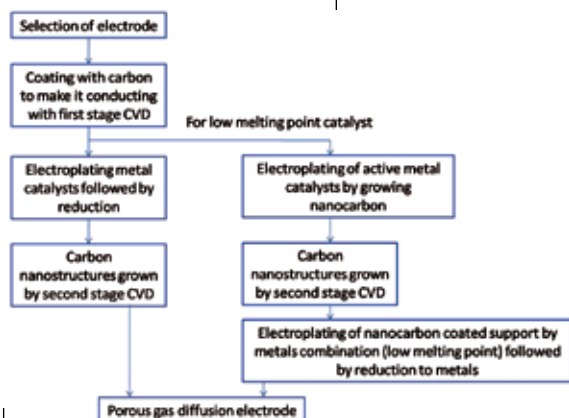 Selection of electrode
Coating with carbon
to make it conducting
with first stage CVD
For low melting point catalyst
Electroplating metal
catalysts followed by
reduction
Electroplating of active metal
catalysts by growing
nanocarbon
Carbon
nanostructures grown
by second stage CVD
Carbon
nanostructures grown
by second stage CVD
Electroplating of nanocarbon coated support by
metals combination (low melting point) followed
by reduction to metals
Porous gas diffusion electrode